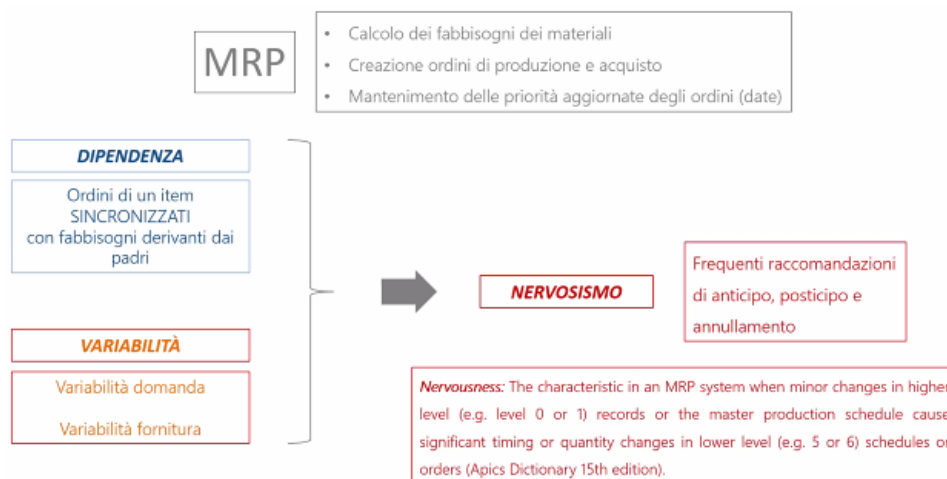 MRP
• Calcolo dei fabbisogni dei materiali
• Creazione ordini di produzione e acquisto
• Mantenimento delle priorità aggiornate degli ordini (date)
DIPENDENZA
Ordini di un item
SINCRONIZZATI
con fabbisogni derivanti dai
padri
VARIABILITÀ
Variabilità domanda
Variabilità fornitura
NERVOSISMO
Frequenti raccomandazioni
di anticipo, posticipo e
annullamento
Nervousness: The characteristic in an MRP system when minor changes in higher
level (e.g. level 0 or 1) records or the master production schedule cause
significant timing or quantity changes in lower level (e.g. 5 or 6) schedules or
orders (Apics Dictionary 15th edition).